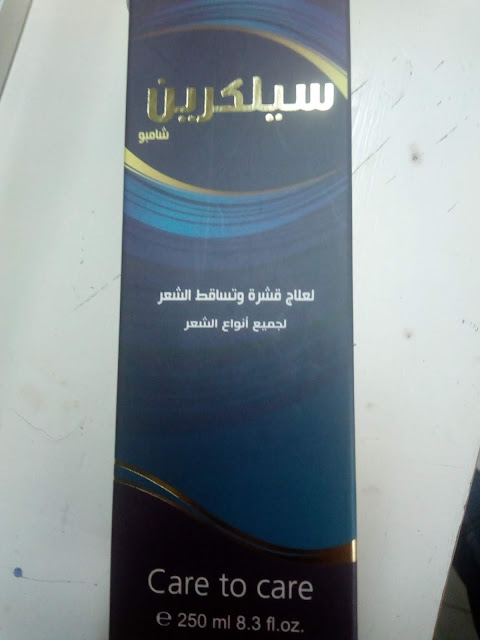 سيلكرين
شامبو
لعلاج قشرة وتساقط الشعر
لجميع أنواع الشعر
Care to care
℮ 250 ml 8.3 fl.oz.